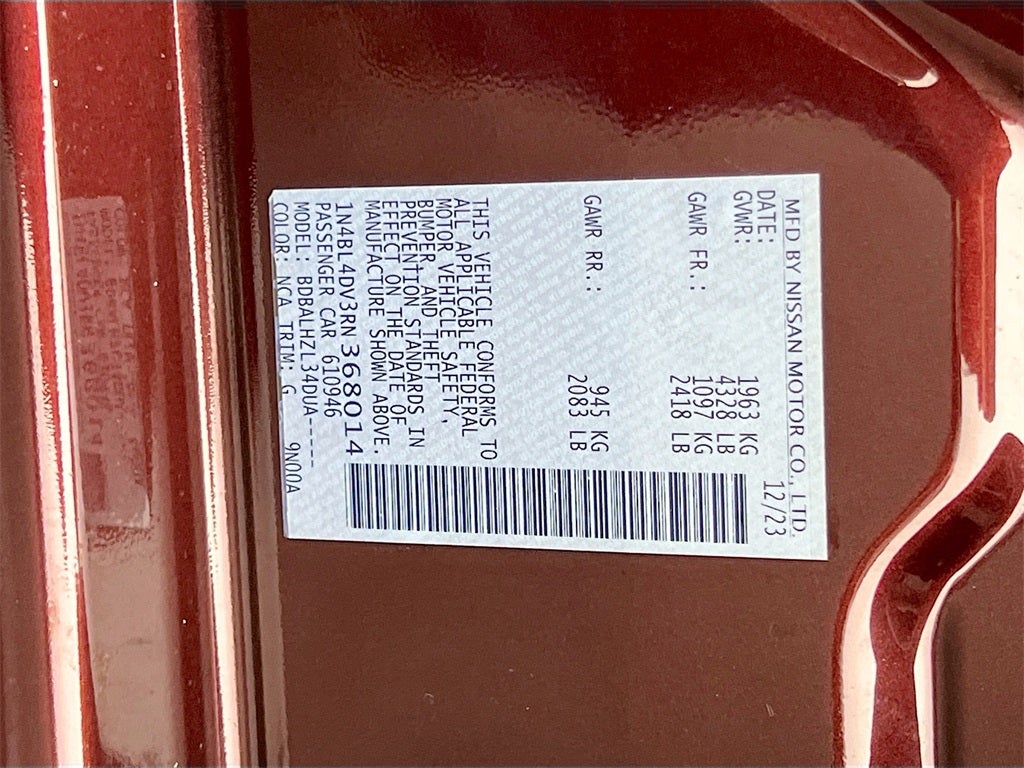 MFD BY NISSAN MOTOR CO., LTD.
DATE: 12/23
GVWR: 1963 KG
4328 LB
GAWR FR.: 1097 KG
2418 LB
GAWR RR.: 945 KG
2083 LB
THIS VEHICLE CONFORMS TO
ALL APPLICABLE FEDERAL
MOTOR VEHICLE SAFETY,
BUMPER, AND THEFT
PREVENTION STANDARDS IN
EFFECT ON THE DATE OF
MANUFACTURE SHOWN ABOVE.
1N4BL4DV3RN368014
PASSENGER CAR 610946
MODEL: BDBALHZL34DUA-----
COLOR: NCA TRIM: G 9N00A